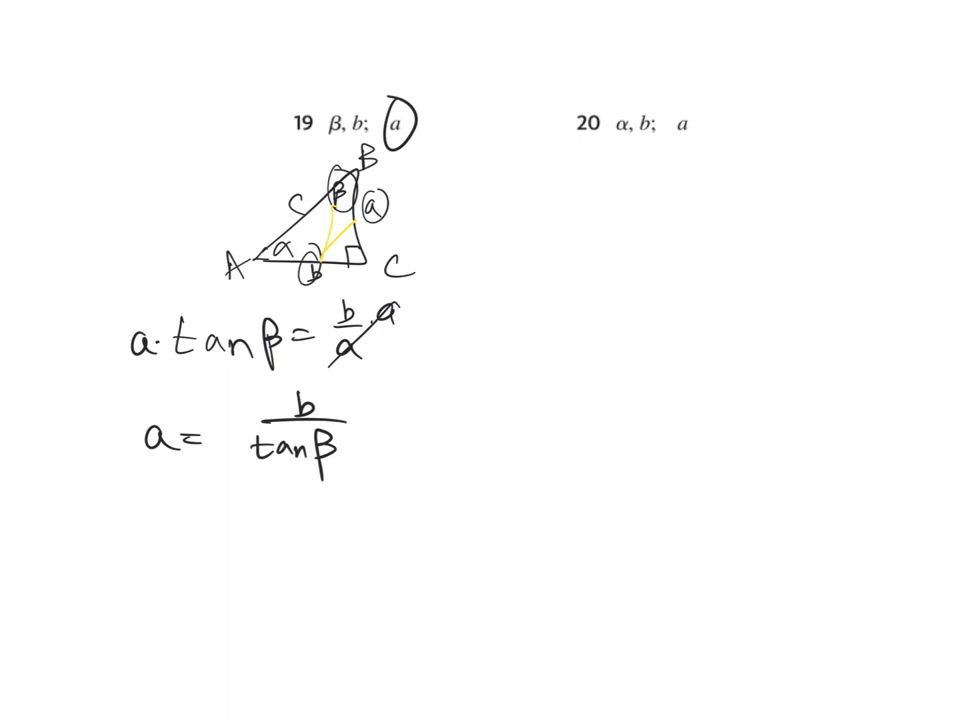 19 β, b; a
20 α, b; a
B
β
c
a
α
A
b
C
a · tan β = b/a · a
a = b/tan β